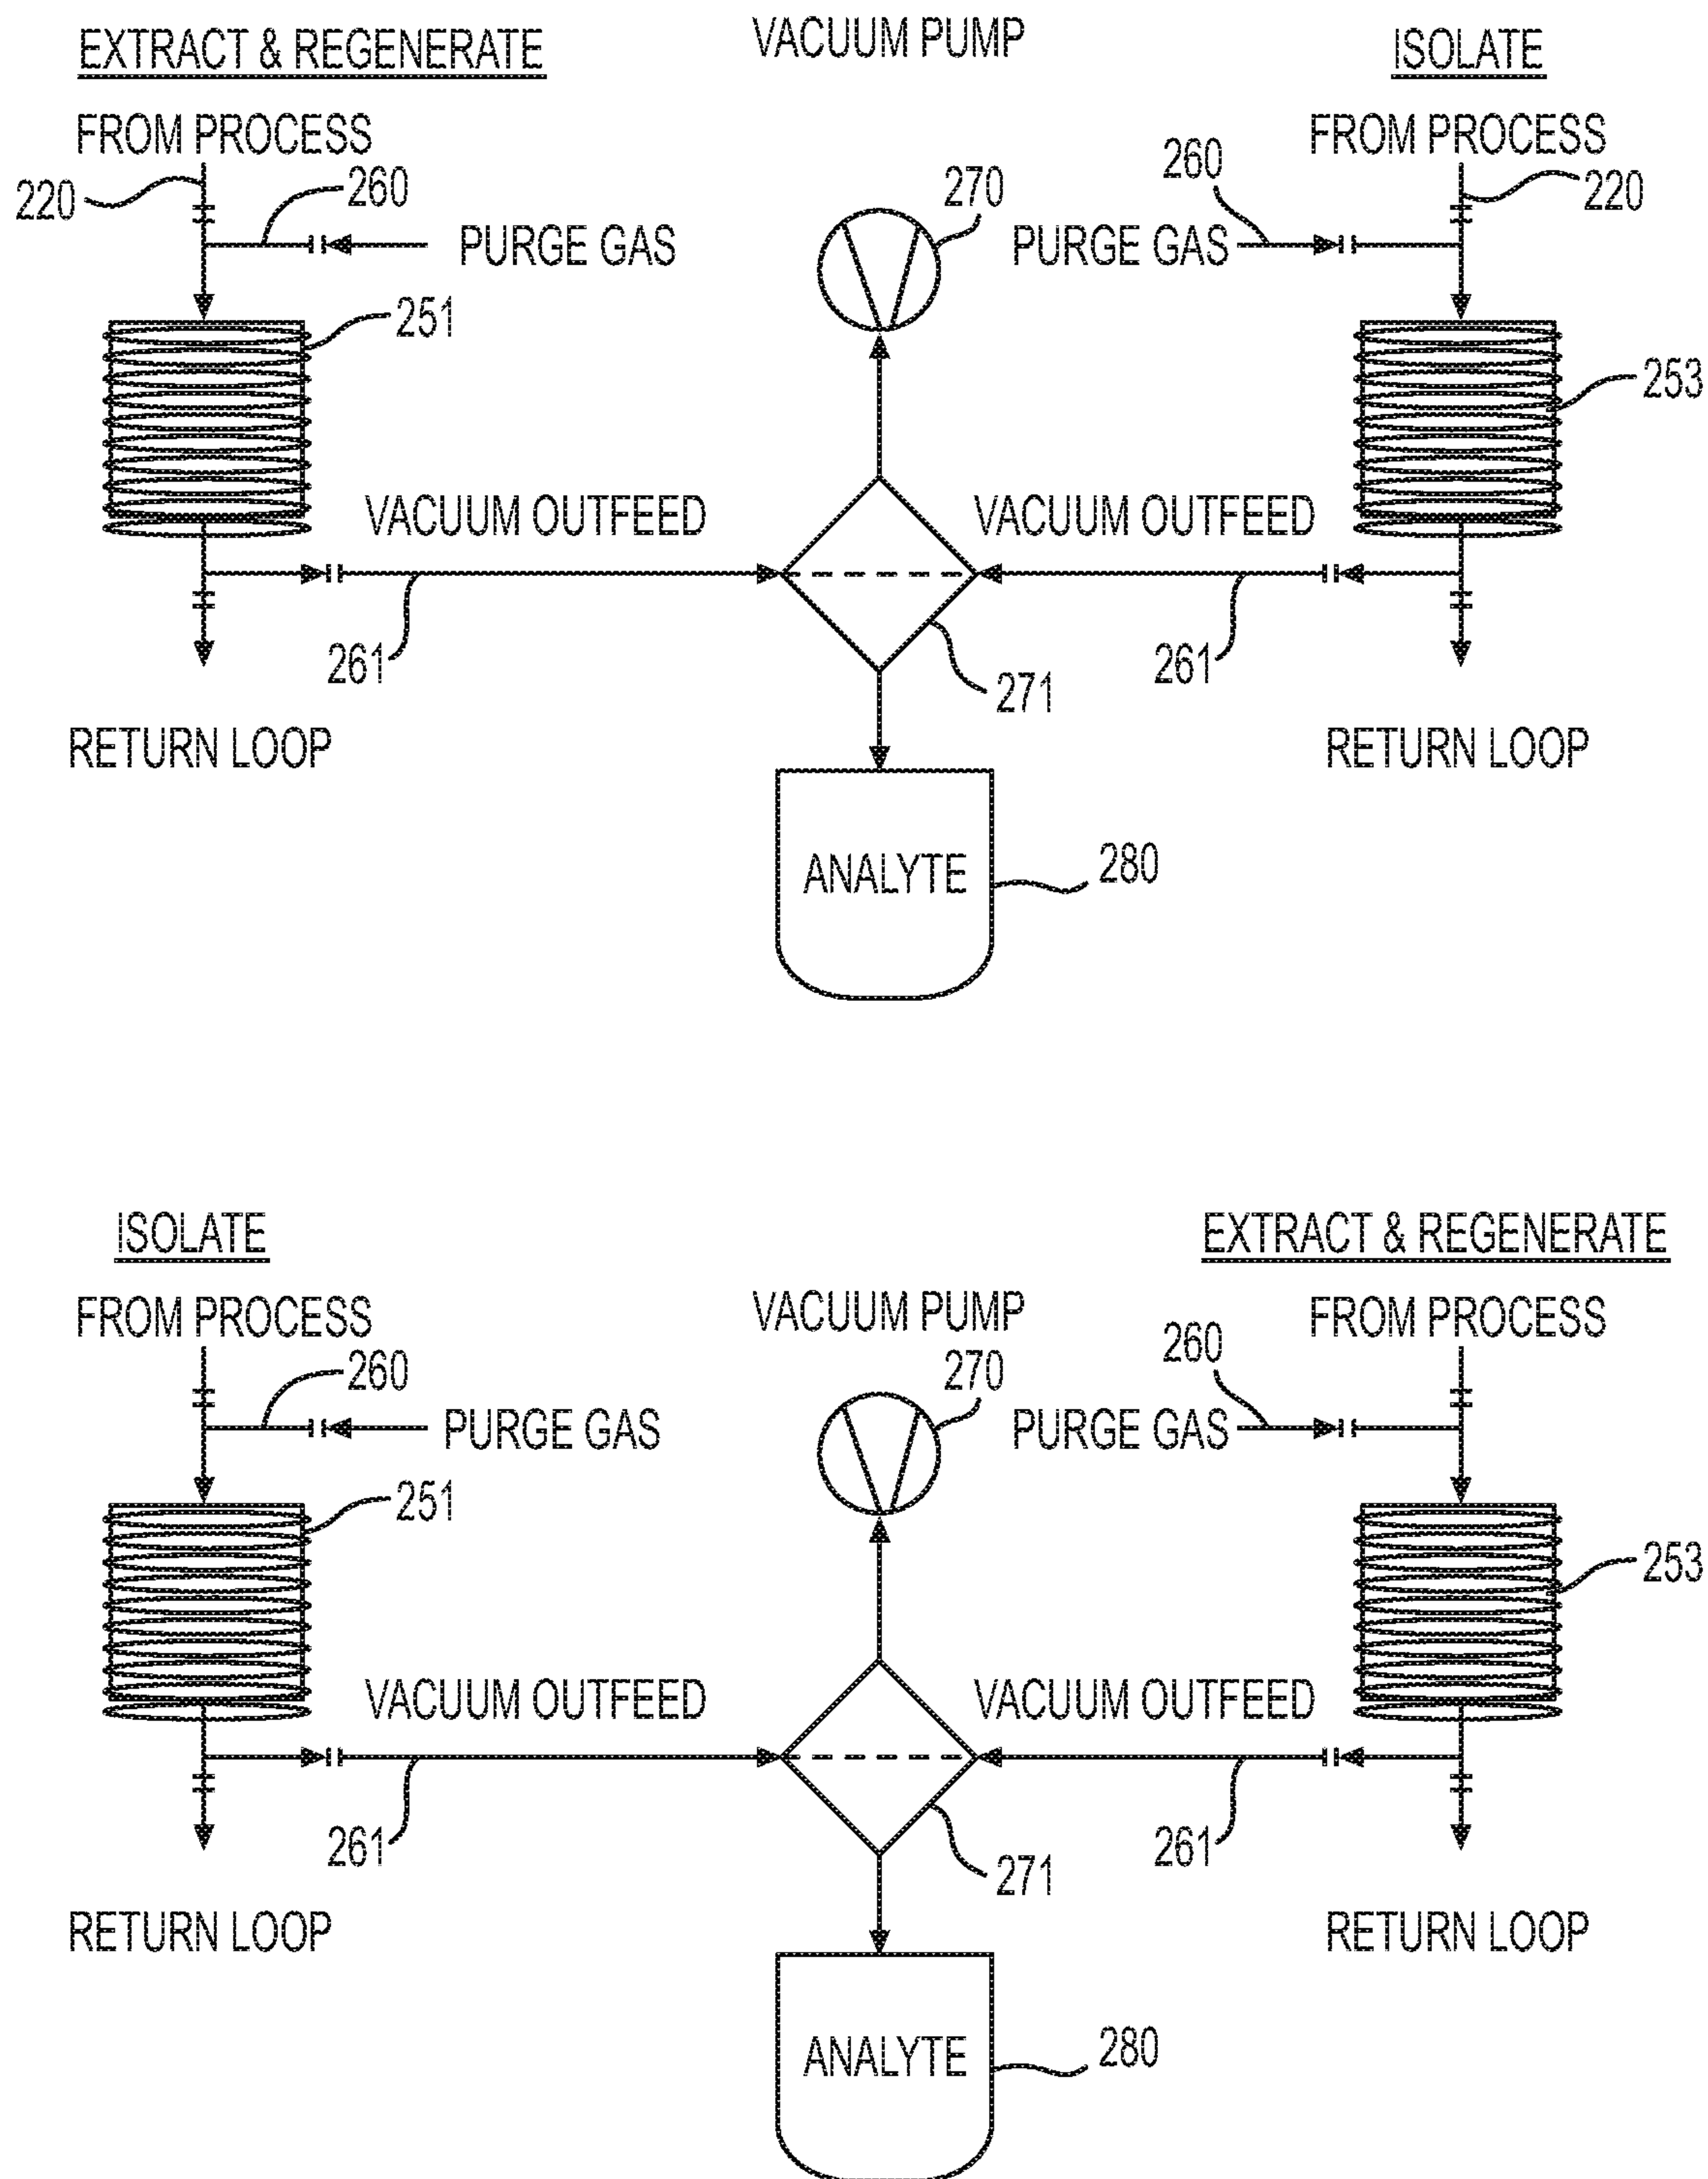 EXTRACT & REGENERATE
VACUUM PUMP
ISOLATE
FROM PROCESS
FROM PROCESS
220
260
270
260
220
PURGE GAS
PURGE GAS
251
253
VACUUM OUTFEED
VACUUM OUTFEED
261
271
261
RETURN LOOP
RETURN LOOP
ANALYTE
280
ISOLATE
EXTRACT & REGENERATE
FROM PROCESS
VACUUM PUMP
FROM PROCESS
260
270
260
PURGE GAS
PURGE GAS
251
253
VACUUM OUTFEED
VACUUM OUTFEED
261
271
261
RETURN LOOP
RETURN LOOP
ANALYTE
280